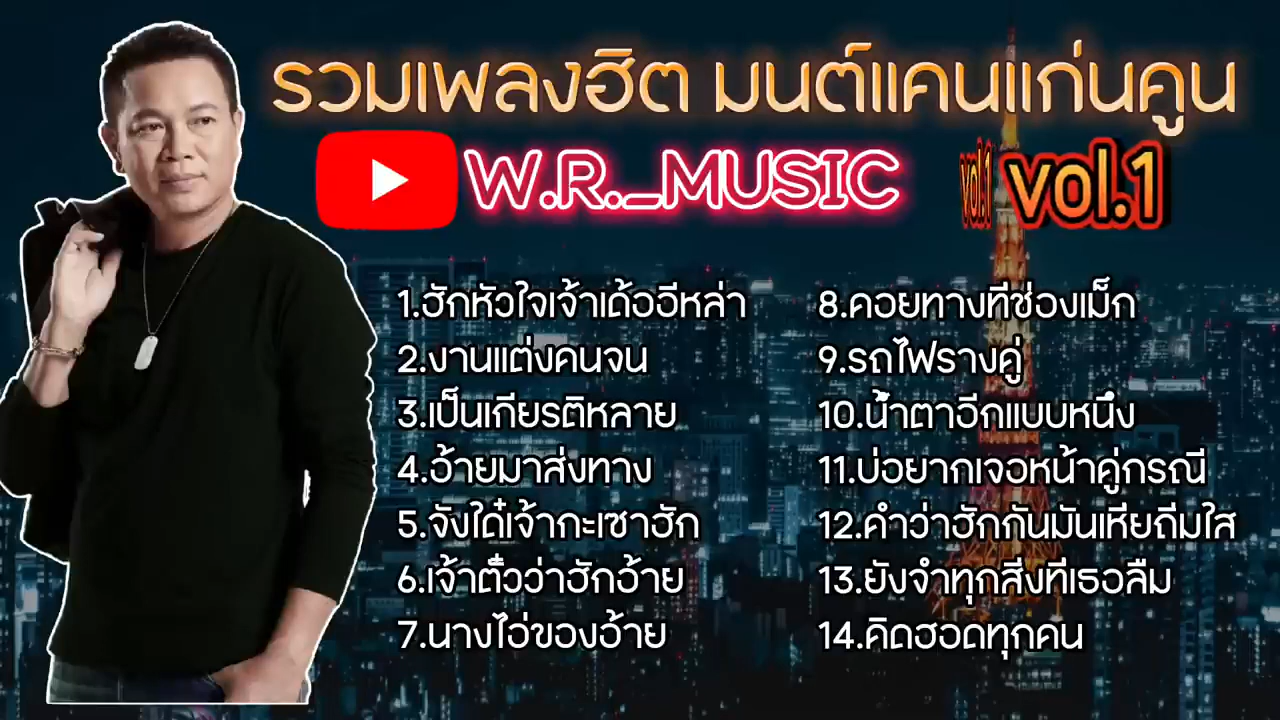 รวมเพลงฮิต มนต์แคนแก่นคูน
W.R._MUSIC vol.1 vol.1
1.ฮักหัวใจเจ้าเด้ออีหล่า
2.งานแต่งคนจน
3.เป็นเกียรติหลาย
4.อ้ายมาส่งทาง
5.จังใด๋เจ้ากะเซาฮัก
6.เจ้าตั๋วว่าฮักอ้าย
7.นางไอ่ของอ้าย
8.คอยทางที่ช่องเม็ก
9.รถไฟรางคู่
10.น้ำตาอีกแบบหนึ่ง
11.บ่อยากเจอหน้าคู่กรณี
12.คำว่าฮักกันมันเหี่ยถิ่มใส
13.ยังจำทุกสิ่งที่เธอลืม
14.คิดฮอดทุกคน